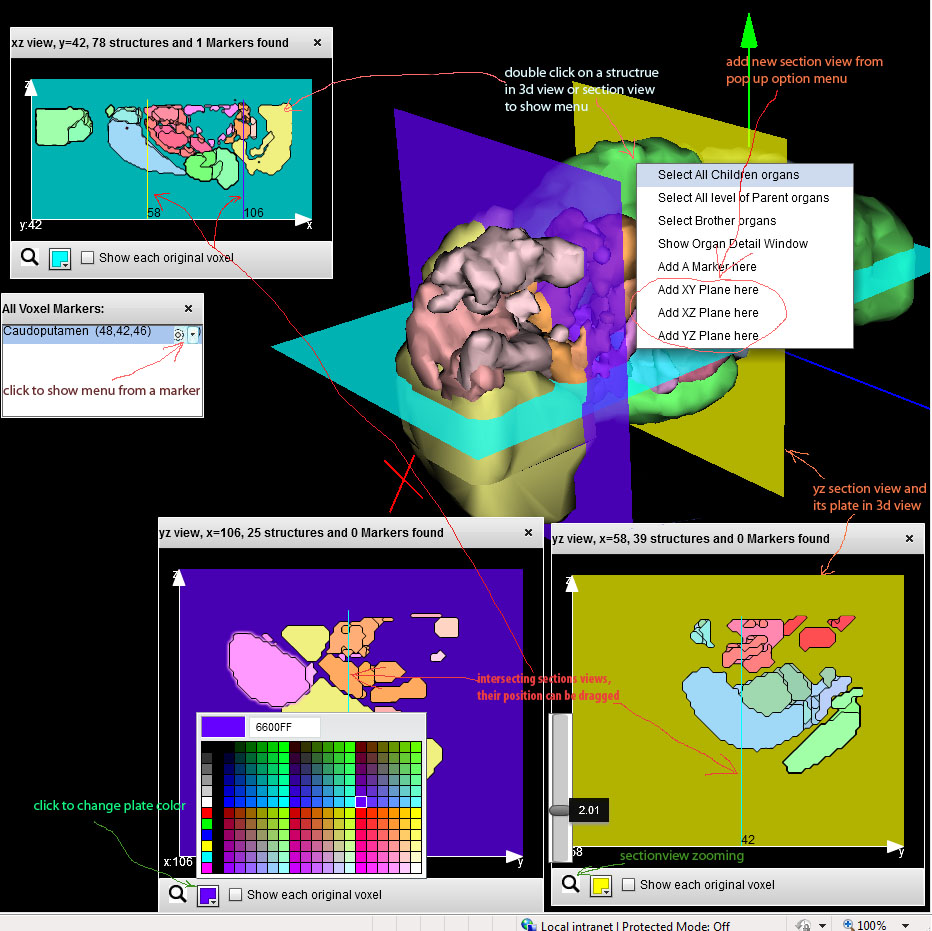 xz view, y=42, 78 structures and 1 Markers found
z
58
106
y:42
x
Show each original voxel
double click on a structrue
in 3d view or section view
to show menu
add new section view from
pop up option menu
Select All Children organs
Select All level of Parent organs
Select Brother organs
Show Organ Detail Window
Add A Marker here
Add XY Plane here
Add XZ Plane here
Add YZ Plane here
All Voxel Markers:
Caudoputamen (48,42,46)
click to show menu from a marker
yz section view and
its plate in 3d view
yz view, x=106, 25 structures and 0 Markers found
z
intersecting sections views,
their position can be dragged
6600FF
click to change plate color
x:106
y
Show each original voxel
yz view, x=58, 39 structures and 0 Markers found
z
2.01
42
58
y
sectionview zooming
Show each original voxel
Local intranet | Protected Mode: Off
100%